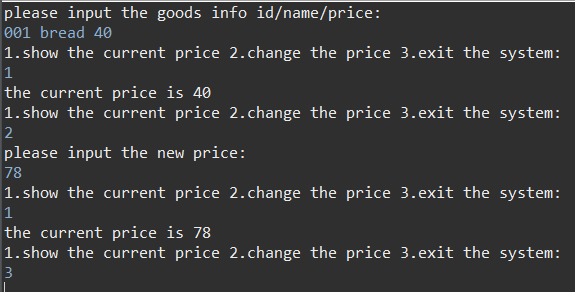 please input the goods info id/name/price:
001 bread 40
1.show the current price 2.change the price 3.exit the system:
1
the current price is 40
1.show the current price 2.change the price 3.exit the system:
2
please input the new price:
78
1.show the current price 2.change the price 3.exit the system:
1
the current price is 78
1.show the current price 2.change the price 3.exit the system:
3